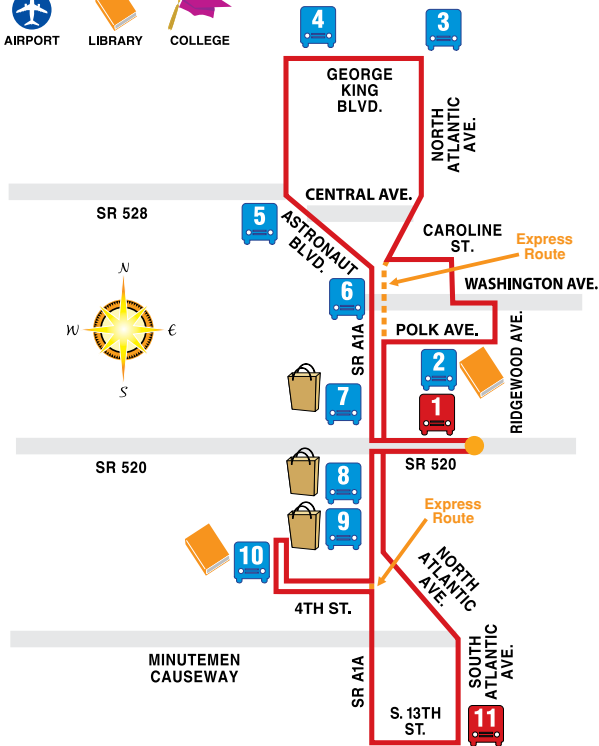 AIRPORT
LIBRARY
COLLEGE
4
3
GEORGE
KING
BLVD.
NORTH
ATLANTIC
AVE.
CENTRAL AVE.
SR 528
5
ASTRONAUT
BLVD.
CAROLINE
ST.
Express
Route
N
W
E
S
6
WASHINGTON AVE.
SR A1A
POLK AVE.
RIDGEWOOD AVE.
2
7
1
SR 520
SR 520
8
9
Express
Route
10
NORTH
ATLANTIC
AVE.
4TH ST.
MINUTEMEN
CAUSEWAY
SR A1A
SOUTH
ATLANTIC
AVE.
S. 13TH
ST.
11